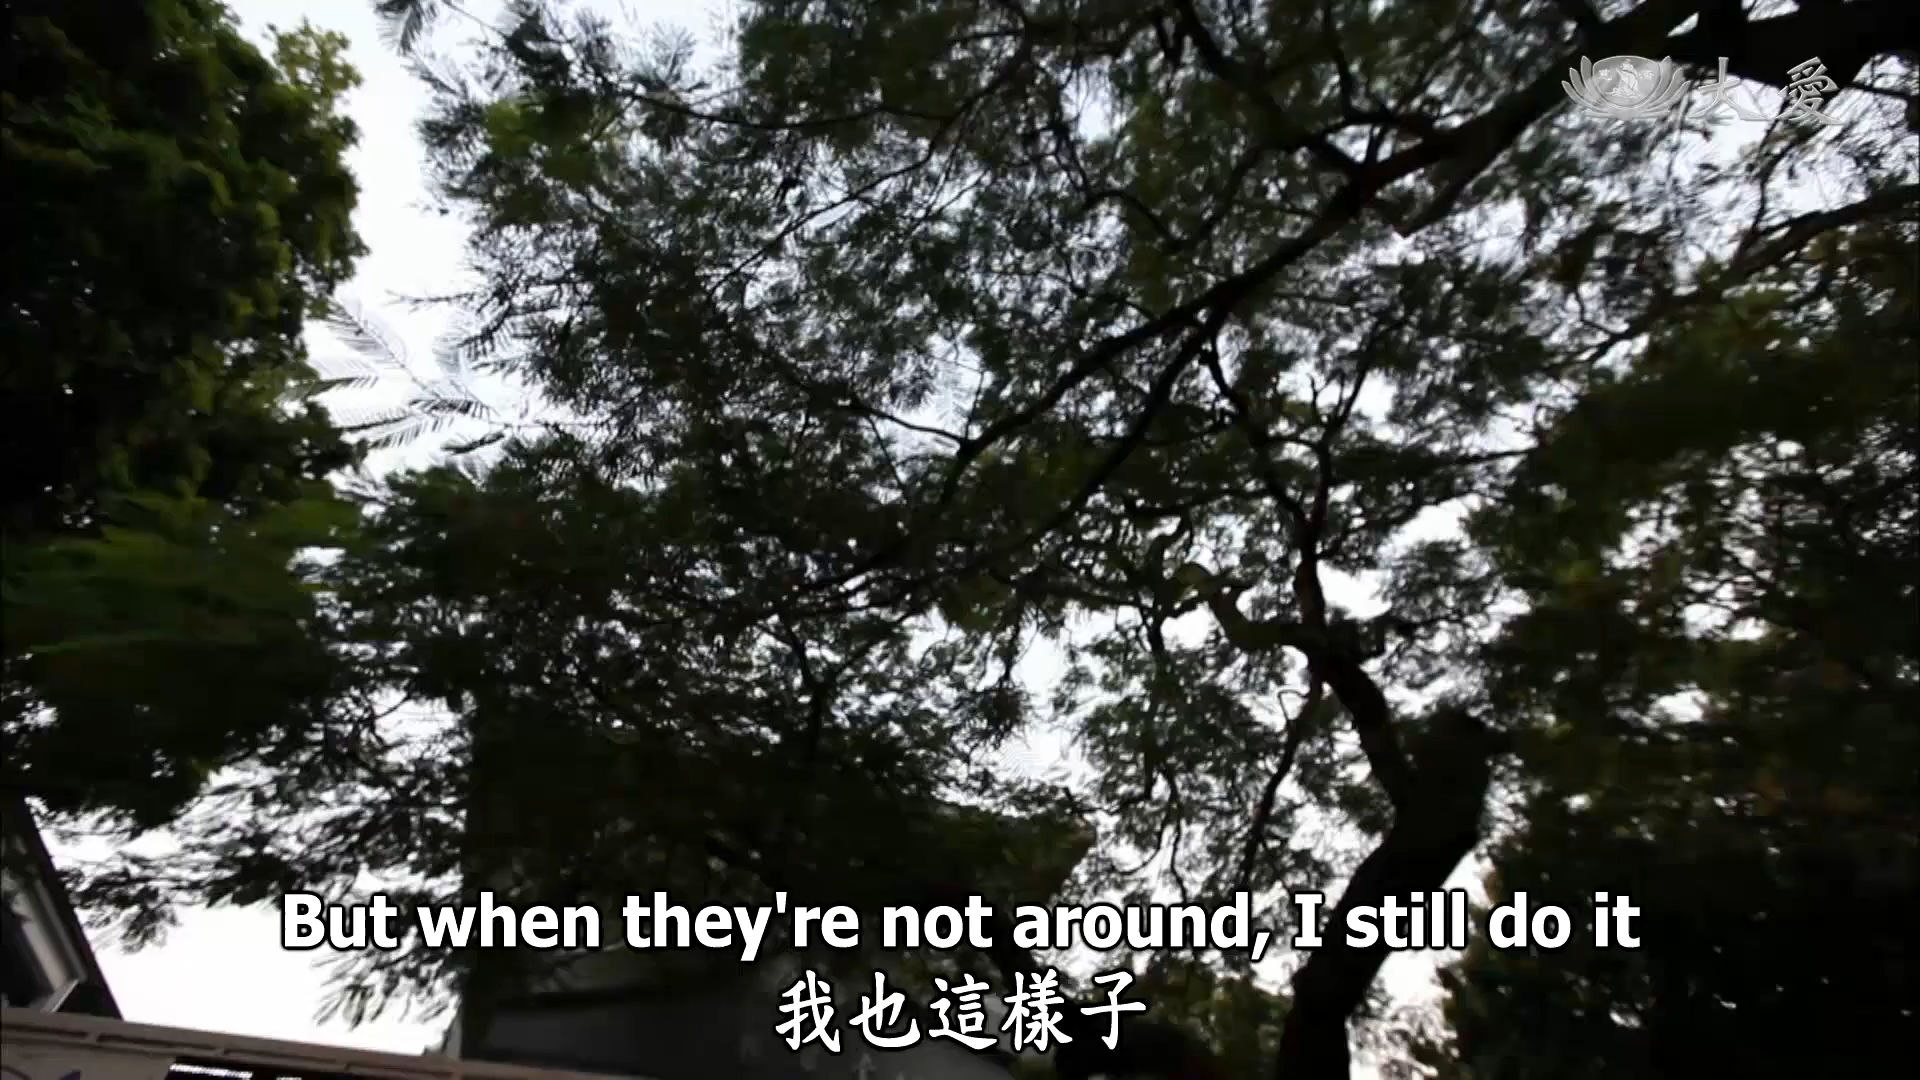 大愛
But when they're not around, I still do it
我也這樣子